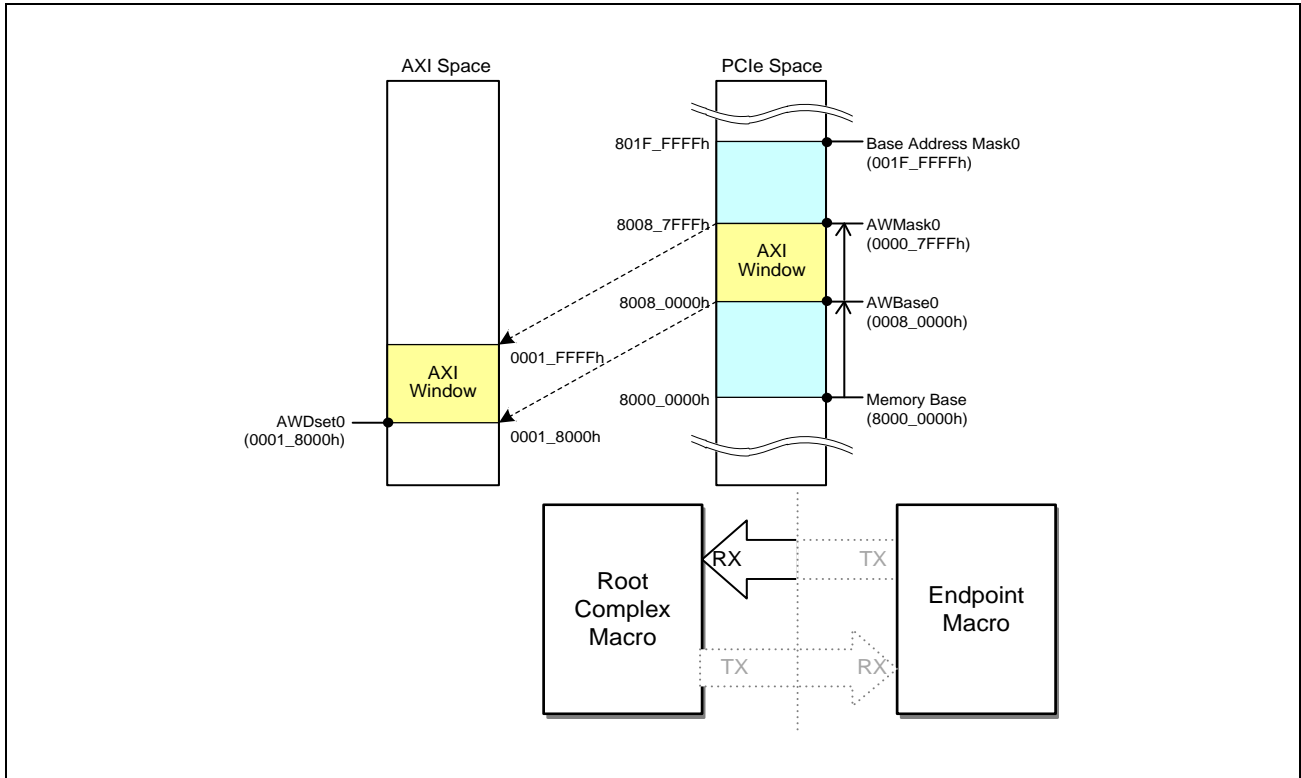 AXI Space
PCIe Space
801F_FFFFh
Base Address Mask0
(001F_FFFFh)
8008_7FFFh
AWMask0
(0000_7FFFh)
AXI
Window
8008_0000h
AWBase0
(0008_0000h)
0001_FFFFh
AXI
Window
8000_0000h
Memory Base
(8000_0000h)
AWDset0
(0001_8000h)
0001_8000h
RX
TX
Root
Complex
Macro
Endpoint
Macro
TX
RX